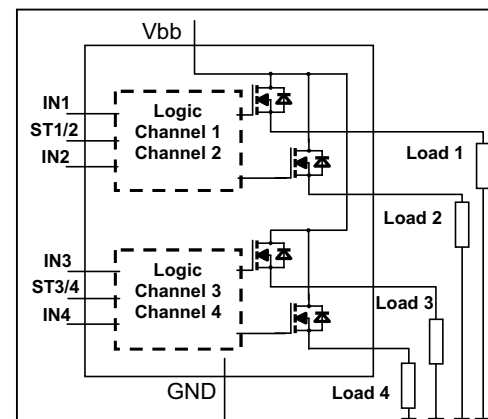 Vbb
IN1
ST1/2
IN2
Logic
Channel 1
Channel 2
Load 1
Load 2
IN3
ST3/4
IN4
Logic
Channel 3
Channel 4
Load 3
Load 4
GND